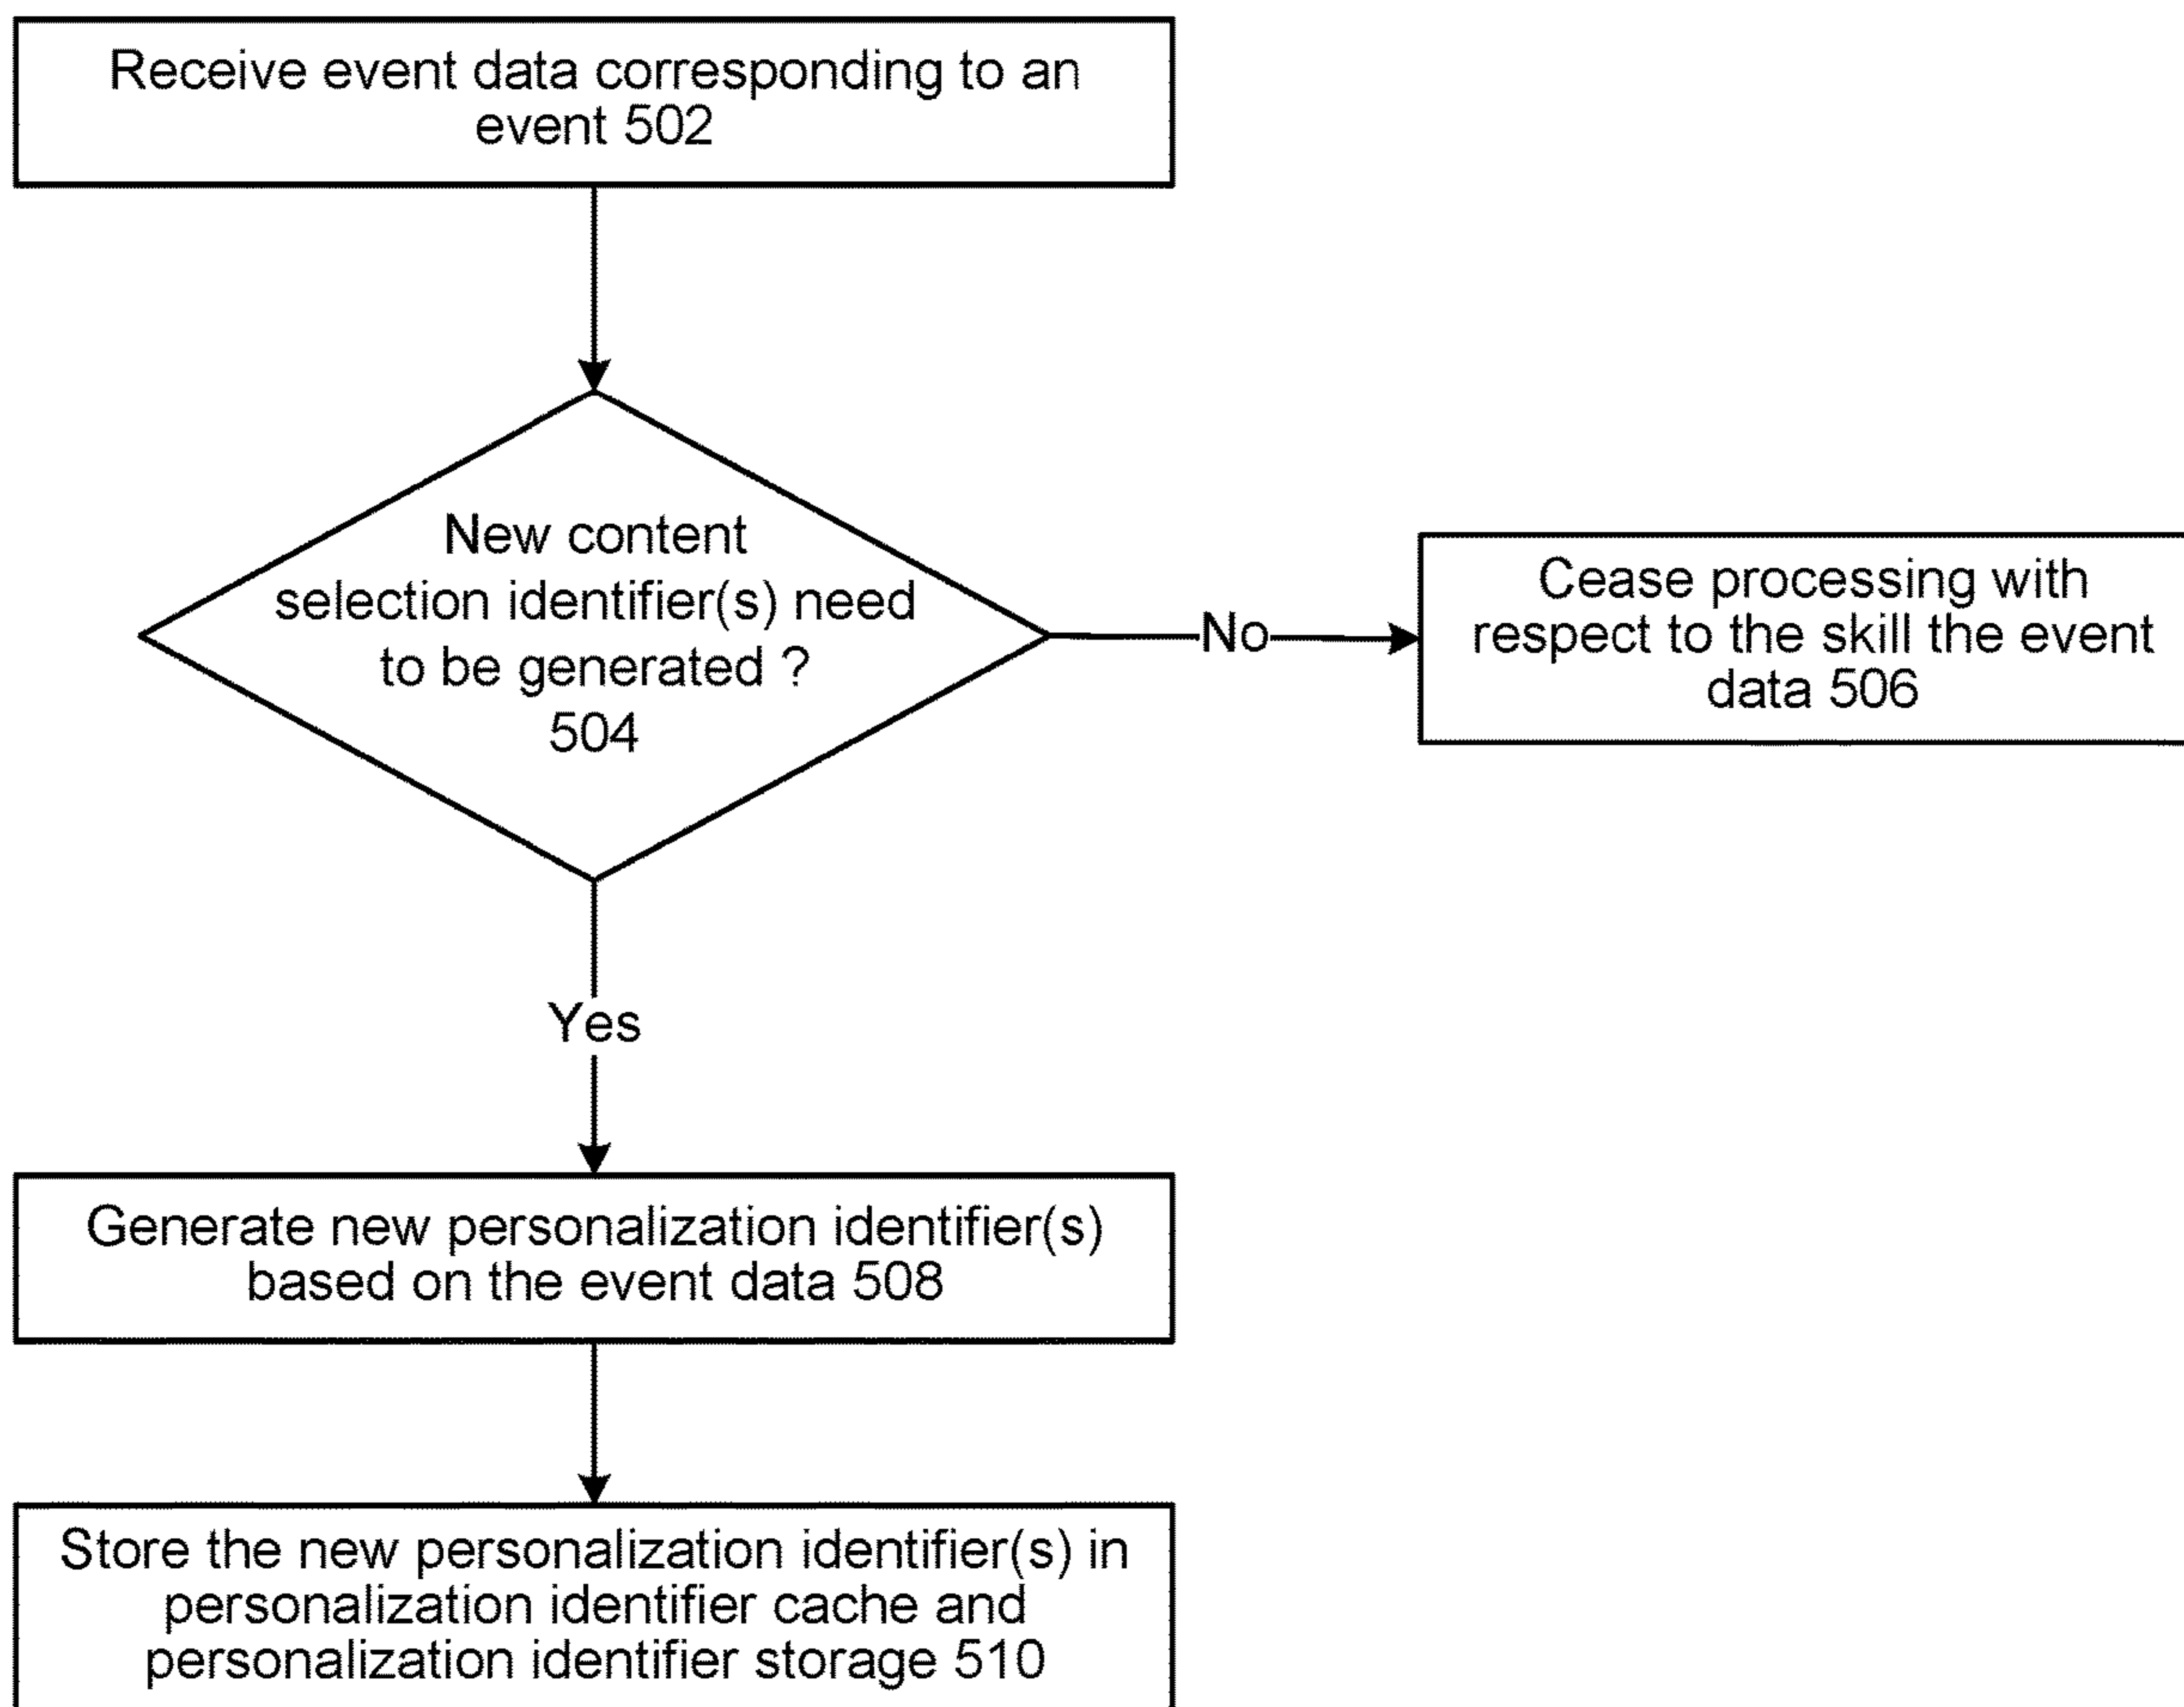 Receive event data corresponding to an
event 502
New content
selection identifier(s) need
to be generated ?
504
No
Cease processing with
respect to the skill the event
data 506
Yes
Generate new personalization identifier(s)
based on the event data 508
Store the new personalization identifier(s) in
personalization identifier cache and
personalization identifier storage 510